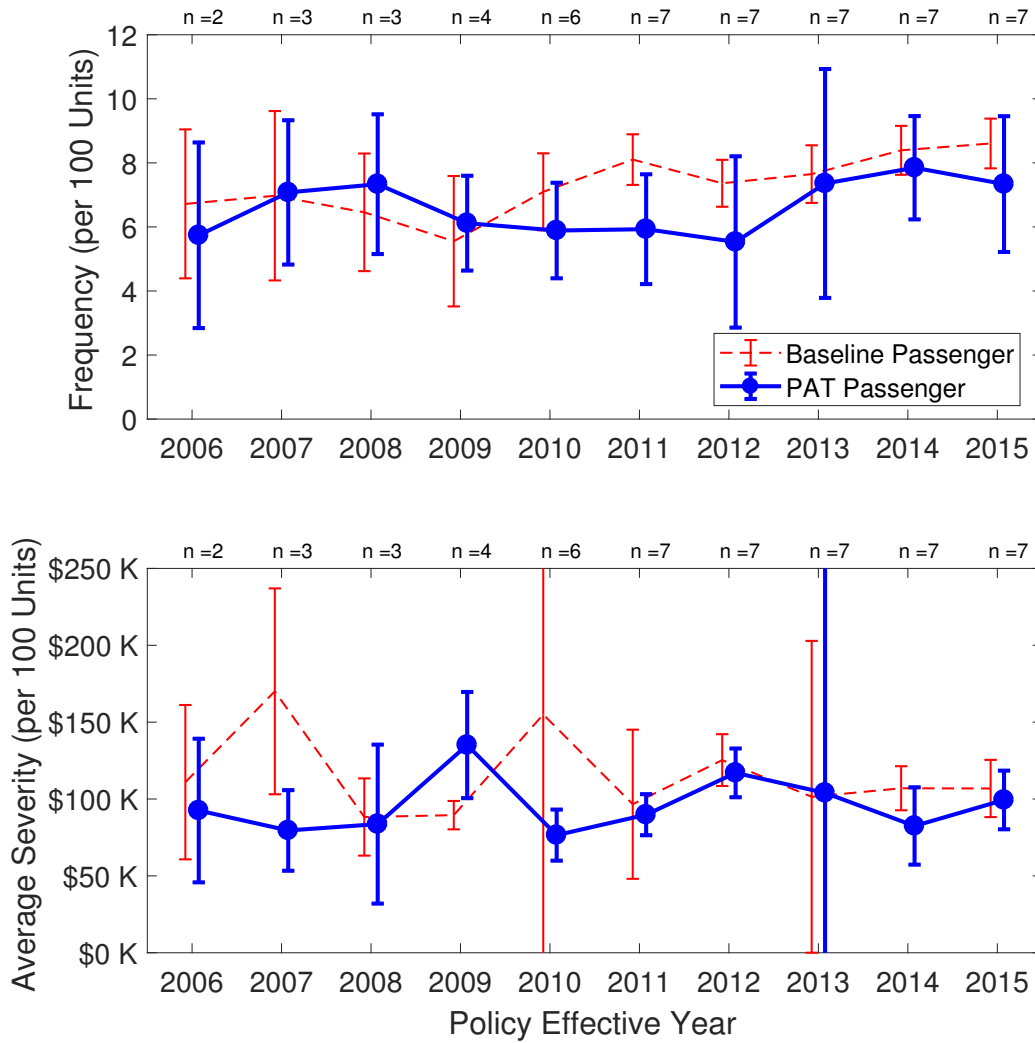 n =2 n =3 n =3 n =4 n =6 n =7 n =7 n =7 n =7 n =7
12
10
8
6
4
2
0
Frequency (per 100 Units)
Baseline Passenger
PAT Passenger
2006 2007 2008 2009 2010 2011 2012 2013 2014 2015
n =2 n =3 n =3 n =4 n =6 n =7 n =7 n =7 n =7 n =7
$250 K
$200 K
$150 K
$100 K
$50 K
$0 K
Average Severity (per 100 Units)
2006 2007 2008 2009 2010 2011 2012 2013 2014 2015
Policy Effective Year